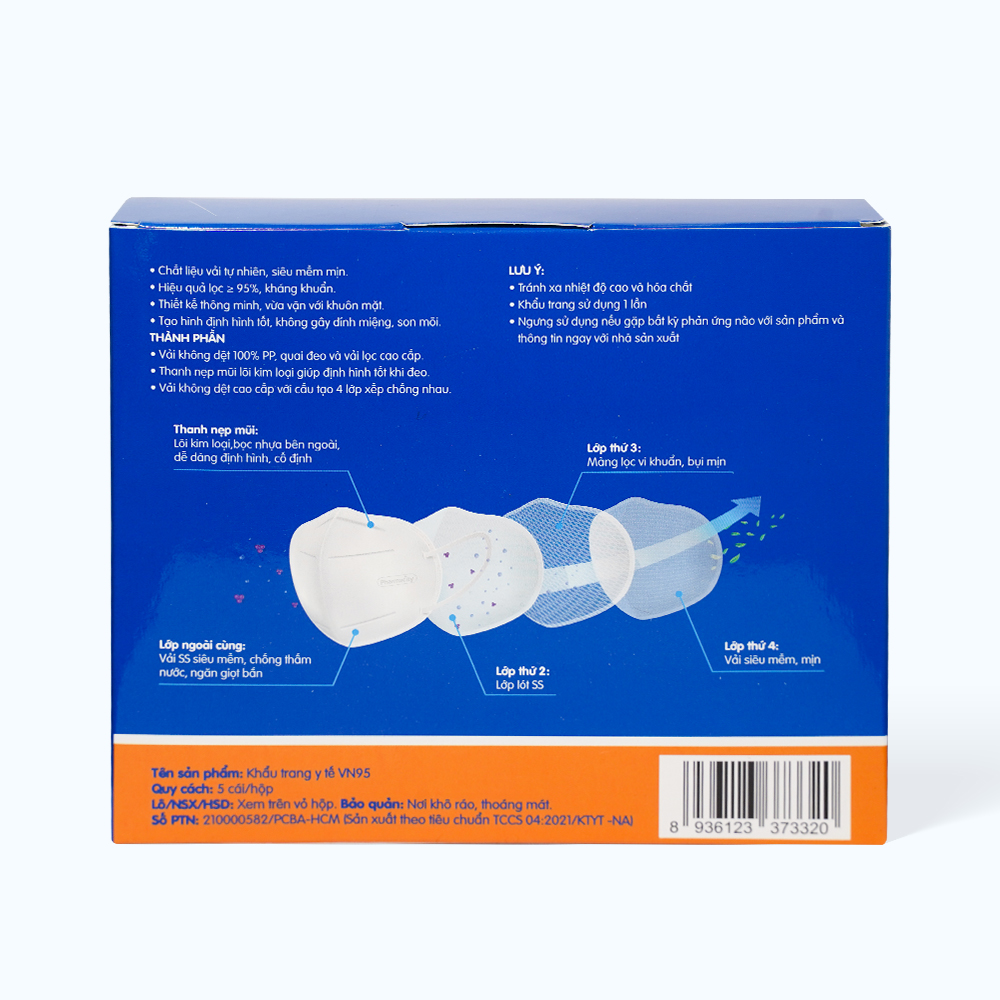 • Chất liệu vải tự nhiên, siêu mềm mịn.
• Hiệu quả lọc ≥ 95%, kháng khuẩn.
• Thiết kế thông minh, vừa vặn với khuôn mặt.
• Tạo hình định hình tốt, không gây dính miệng, son môi.
THÀNH PHẦN
• Vải không dệt 100% PP, quai đeo và vải lọc cao cấp.
• Thanh nẹp mũi lõi kim loại giúp định hình tốt khi đeo.
• Vải không dệt cao cấp với cấu tạo 4 lớp xếp chồng nhau.
LƯU Ý:
• Tránh xa nhiệt độ cao và hóa chất
• Khẩu trang sử dụng 1 lần
• Ngưng sử dụng nếu gặp bất kỳ phản ứng nào với sản phẩm và
thông tin ngay với nhà sản xuất
Thanh nẹp mũi:
Lõi kim loại,bọc nhựa bên ngoài,
dễ dàng định hình, cố định
Lớp thứ 3:
Màng lọc vi khuẩn, bụi mịn
Lớp ngoài cùng:
Vải SS siêu mềm, chống thấm
nước, ngăn giọt bắn
Lớp thứ 2:
Lớp lót SS
Lớp thứ 4:
Vải siêu mềm, mịn
Tên sản phẩm: Khẩu trang y tế VN95
Quy cách: 5 cái/hộp
Lô/NSX/HSD: Xem trên vỏ hộp. Bảo quản: Nơi khô ráo, thoáng mát.
Số PTN: 210000582/PCBA-HCM (Sản xuất theo tiêu chuẩn TCCS 04:2021/KTYT -NA)
8 936123 373320